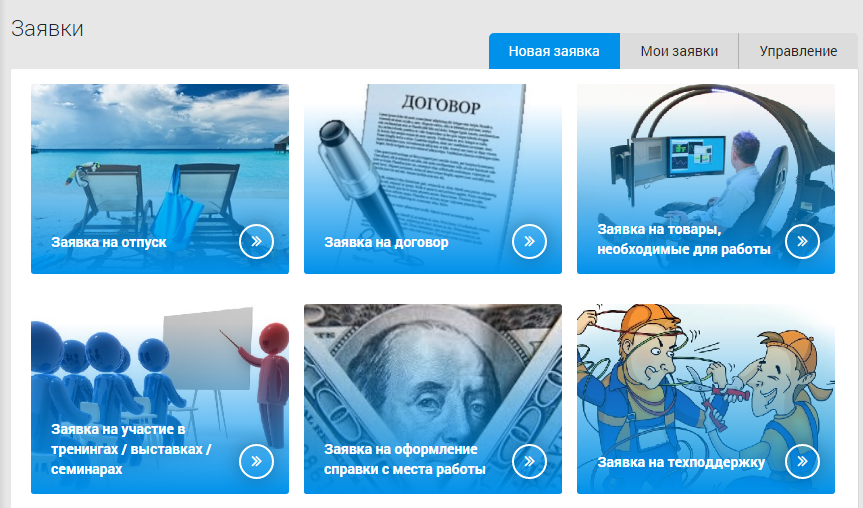 Заявки
Новая заявка
Мои заявки
Управление
ДОГОВОР
Заявка на отпуск
Заявка на договор
Заявка на товары,
необходимые для работы
Заявка на участие в
тренингах / выставках /
семинарах
Заявка на оформление
справки с места работы
Заявка на техподдержку